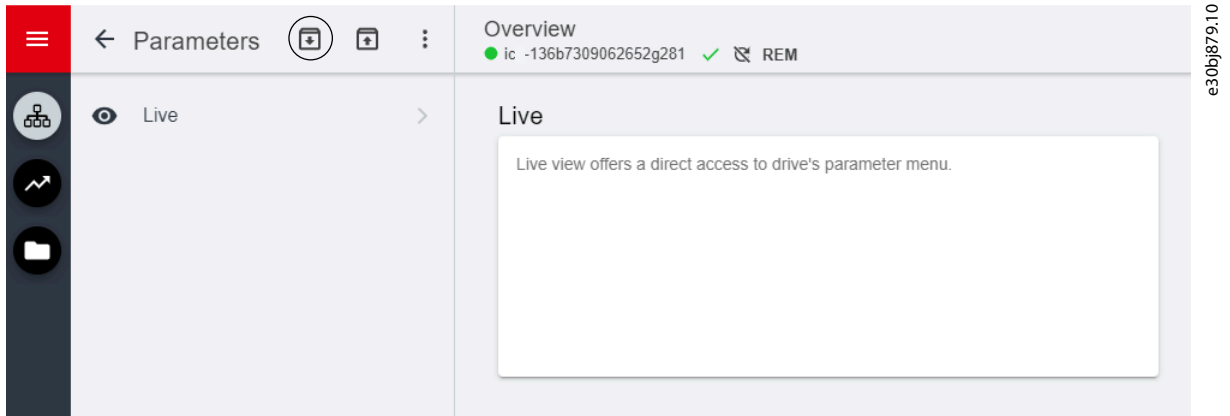 Parameters
Overview
ic -136b7309062652g281 REM
Live
Live
Live view offers a direct access to drive's parameter menu.
e30bj879.10